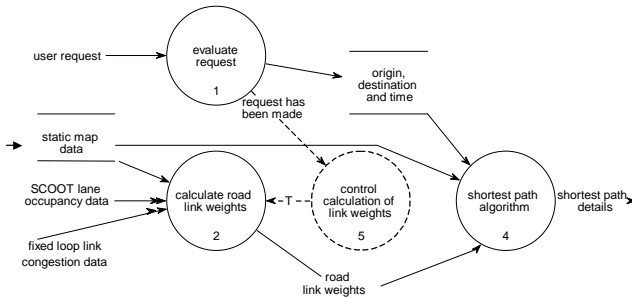 user request
evaluate
request
1
origin,
destination
and time
request has
been made
static map
data
SCOOT lane
occupancy data
fixed loop link
congestion data
calculate road
link weights
2
T
control
calculation of
link weights
5
shortest path
algorithm
4
shortest path
details
road
link weights